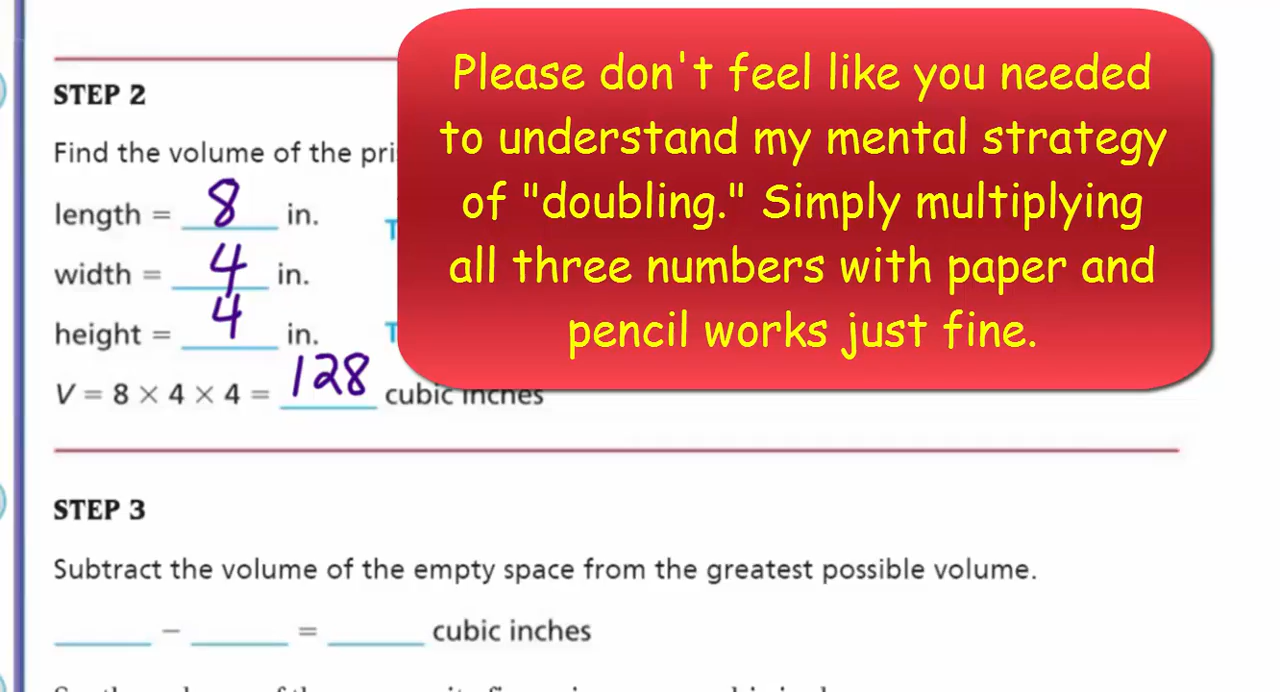 STEP 2
Find the volume of the
length = 8 in.
width = 4 in.
height = 4 in.
V = 8 × 4 × 4 = 128 cubic inches
Please don't feel like you needed
to understand my mental strategy
of "doubling." Simply multiplying
all three numbers with paper and
pencil works just fine.
STEP 3
Subtract the volume of the empty space from the greatest possible volume.
____ − ____ = ____ cubic inches